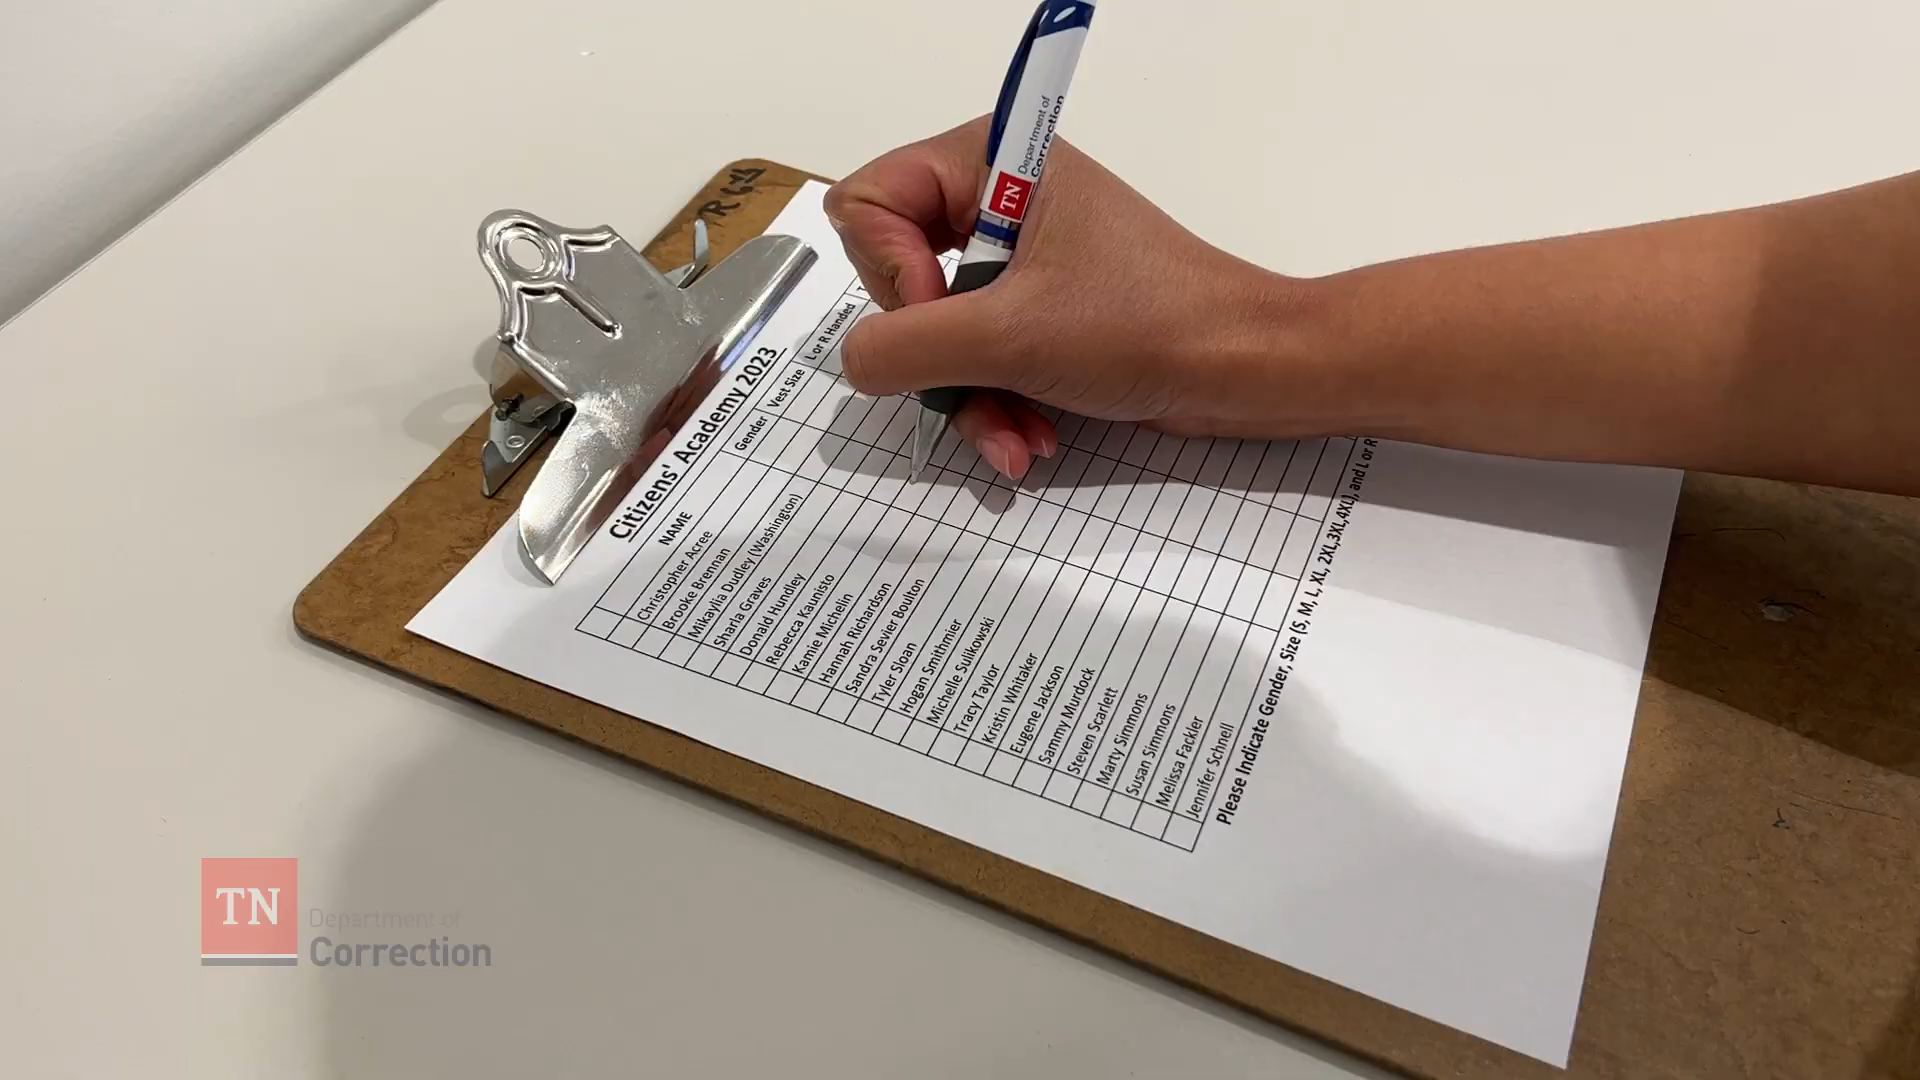 Citizens' Academy 2023
NAME Gender Vest Size L or R Handed
Christopher Acree
Brooke Brennan
Mikaylia Dudley (Washington)
Sharla Graves
Donald Hundley
Rebecca Kaunisto
Kamie Michelin
Hannah Richardson
Sandra Sevier Boulton
Tyler Sloan
Hogan Smithmier
Michelle Sulikowski
Tracy Taylor
Kristin Whitaker
Eugene Jackson
Sammy Murdock
Steven Scarlett
Marty Simmons
Susan Simmons
Melissa Fackler
Jennifer Schnell
Please Indicate Gender, Size (S, M, L, XL, 2XL,3XL,4XL), and L or R
TN Department of
Correction
TN
Department of
Correction